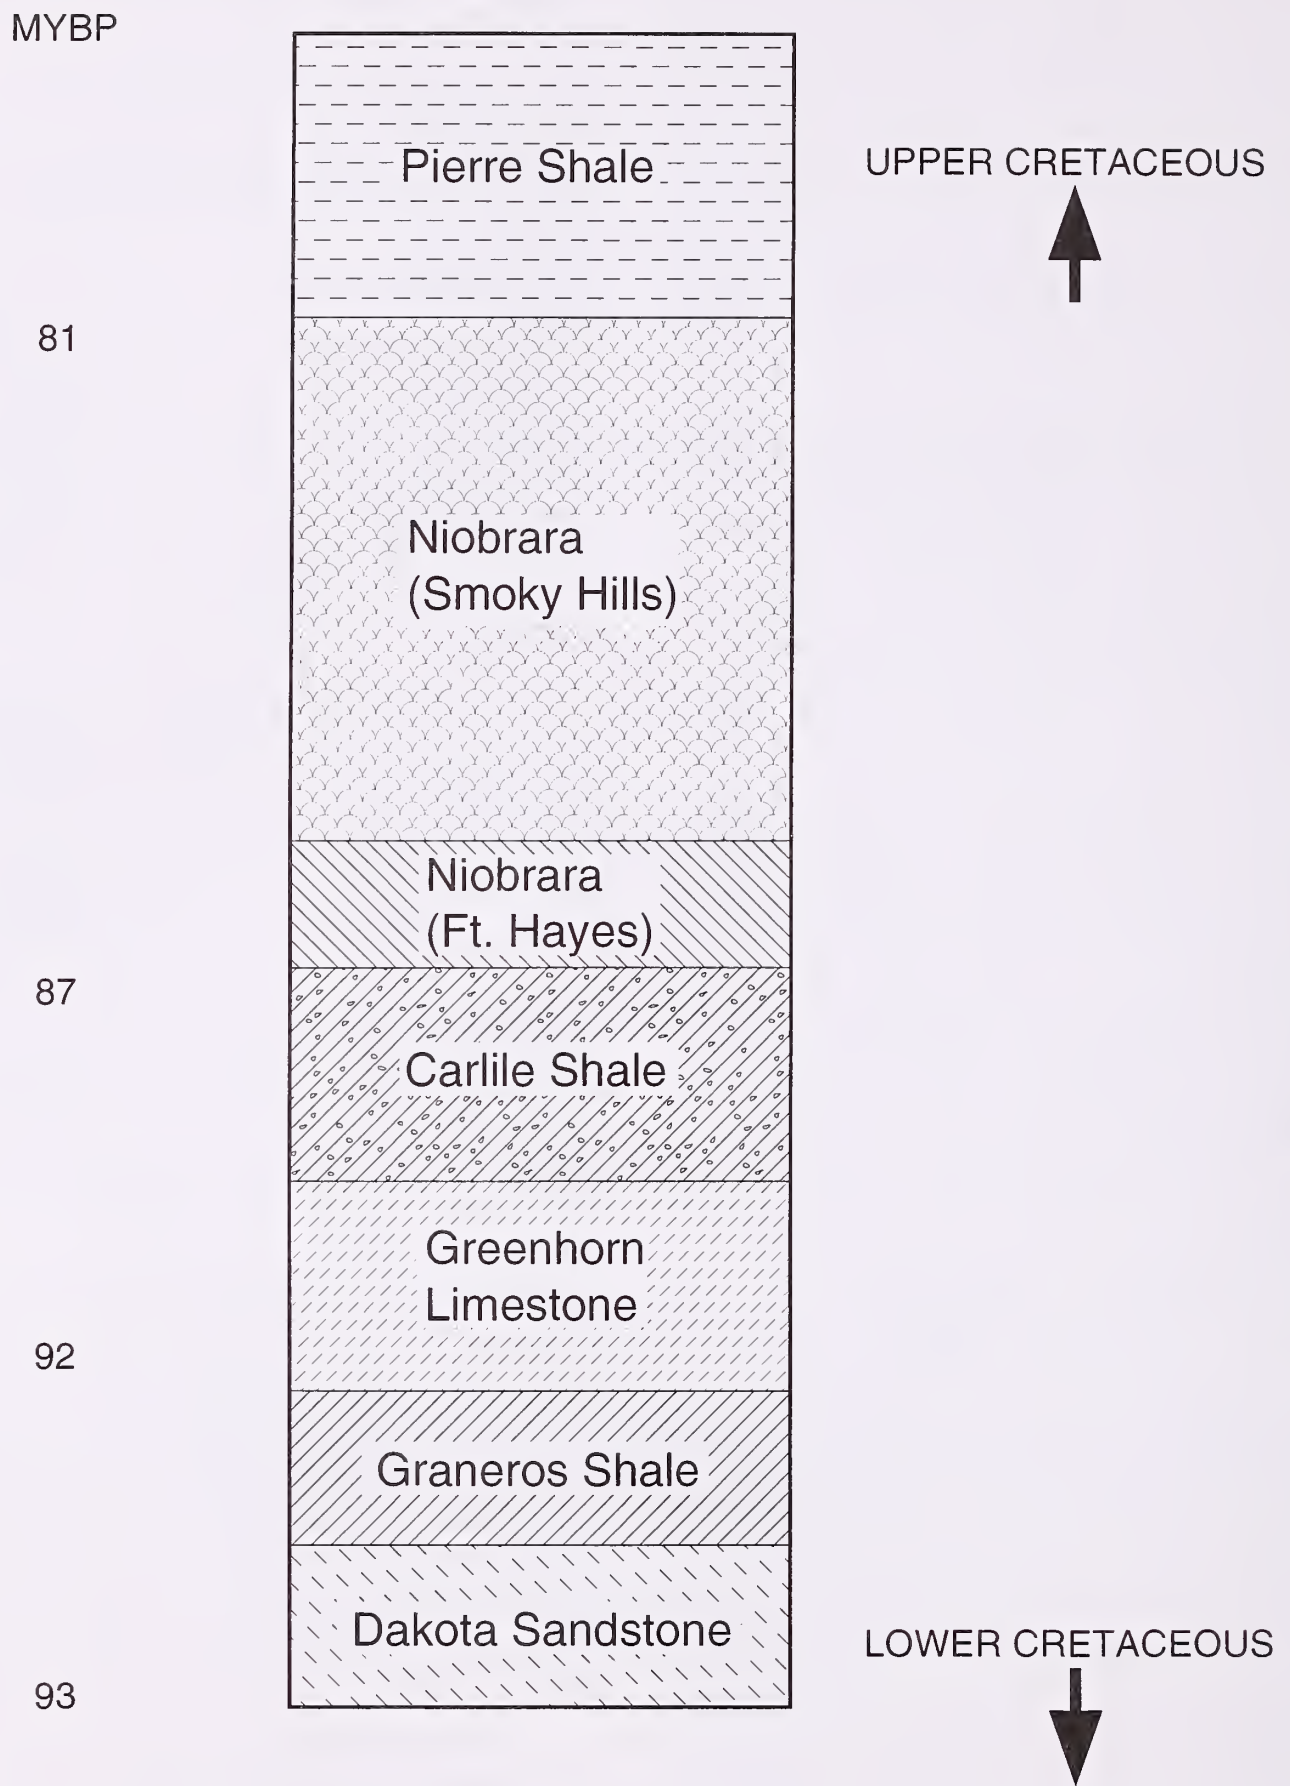 MYBP
Pierre Shale
UPPER CRETACEOUS
81
Niobrara
(Smoky Hills)
Niobrara
(Ft. Hayes)
87
Carlile Shale
Greenhorn
Limestone
92
Graneros Shale
Dakota Sandstone
LOWER CRETACEOUS
93